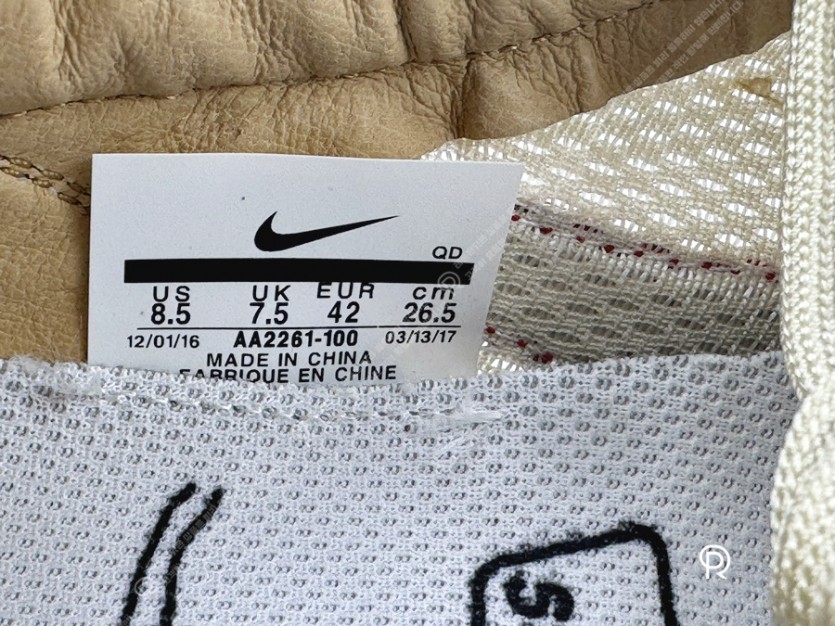 QD
US UK EUR cm
8.5 7.5 42 26.5
12/01/16 AA2261-100 03/13/17
MADE IN CHINA
FABRIQUE EN CHINE
S